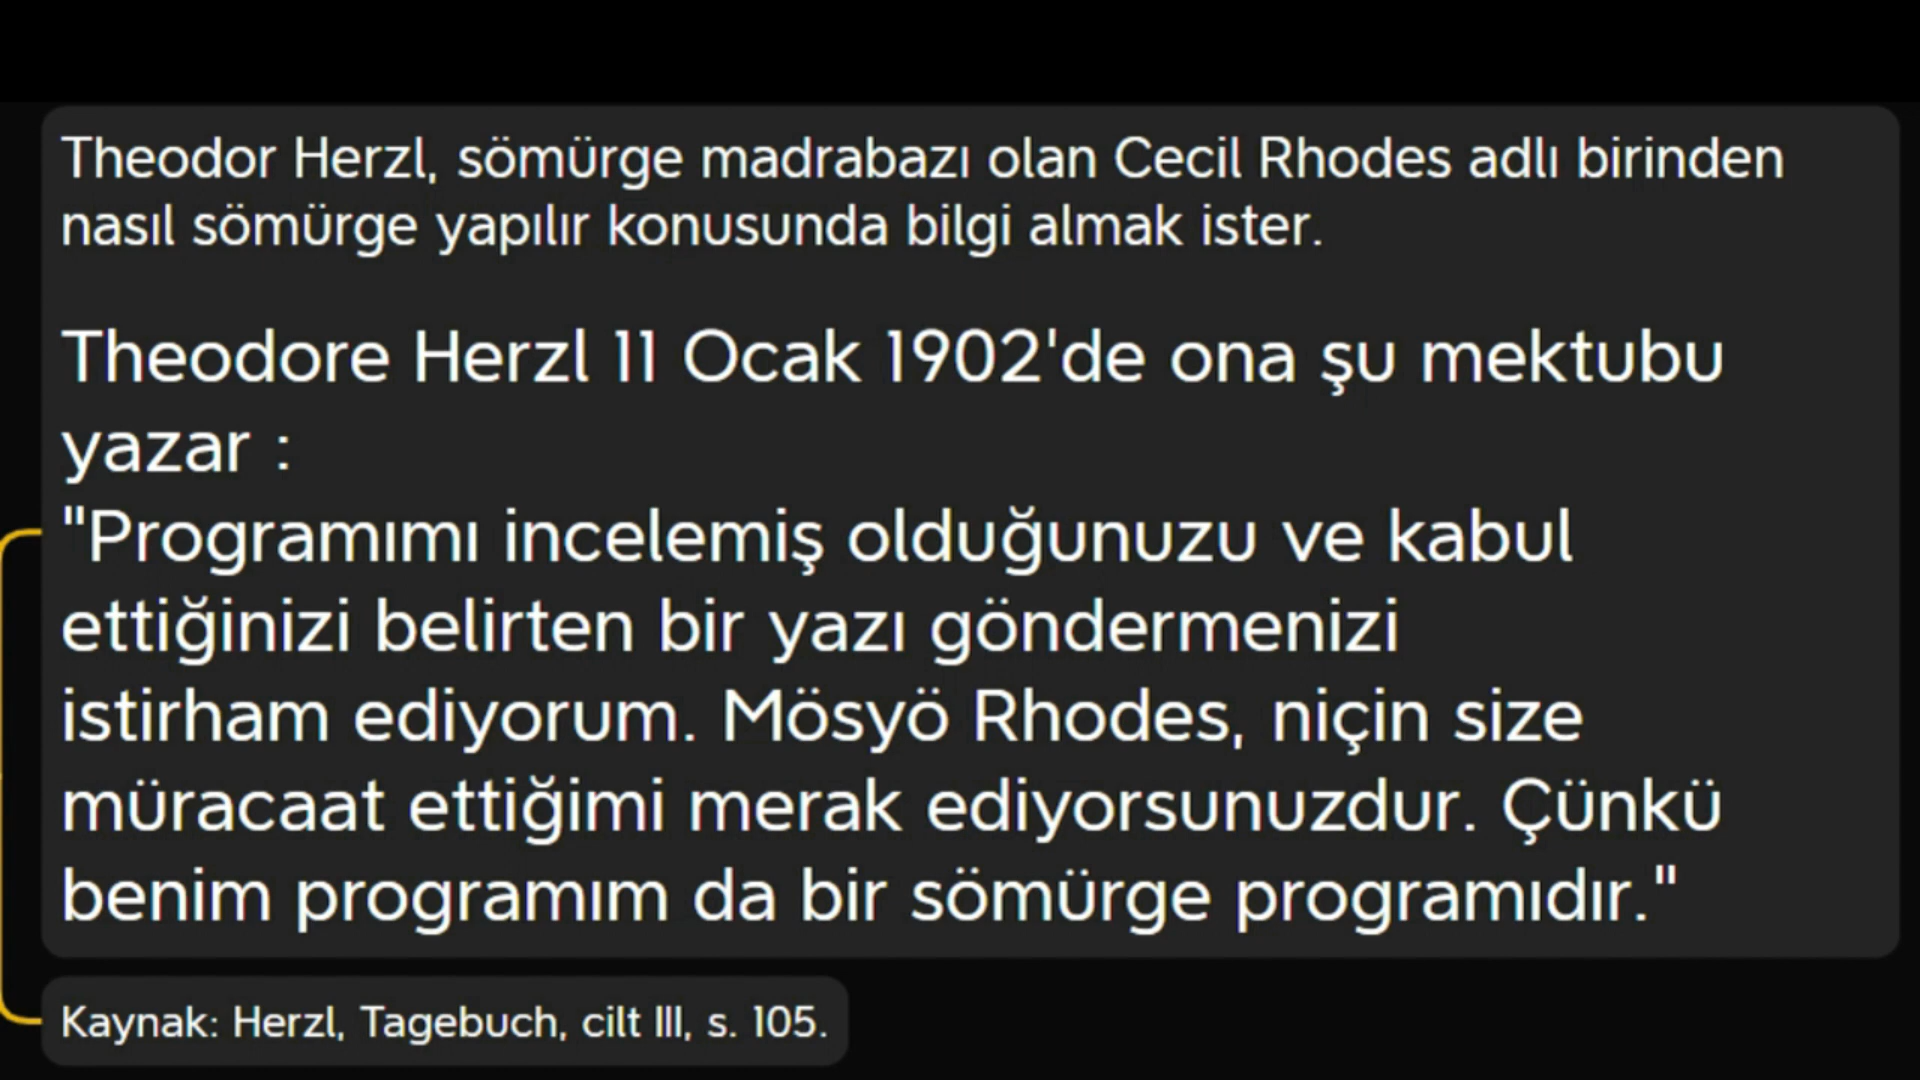 Theodor Herzl, sömürge madrabazı olan Cecil Rhodes adlı birinden
nasıl sömürge yapılır konusunda bilgi almak ister.
Theodore Herzl 11 Ocak 1902'de ona şu mektubu
yazar :
"Programımı incelemiş olduğunuzu ve kabul
ettiğinizi belirten bir yazı göndermenizi
istirham ediyorum. Mösyö Rhodes, niçin size
müracaat ettiğimi merak ediyorsunuzdur. Çünkü
benim programım da bir sömürge programıdır."
Kaynak: Herzl, Tagebuch, cilt III, s. 105.